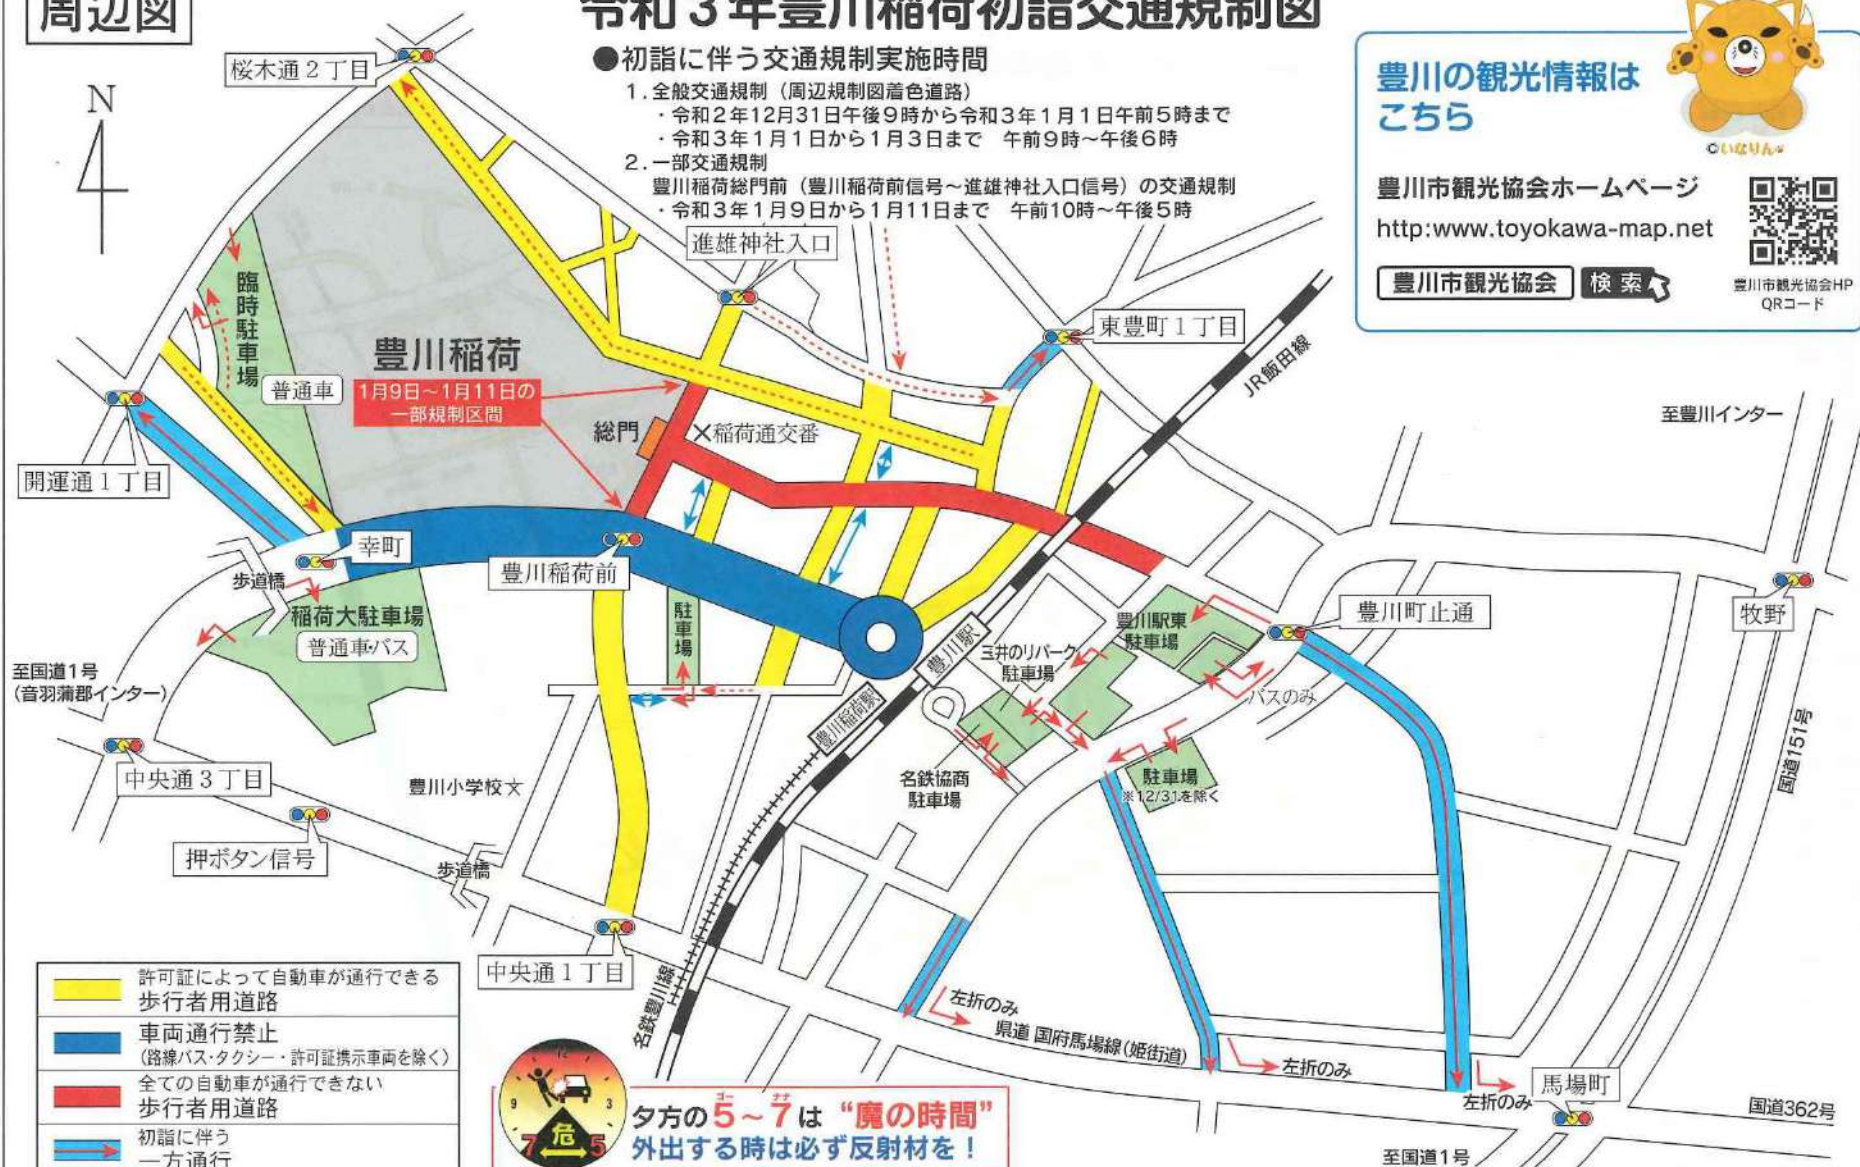 周辺図
令和3年豊川稲荷初詣交通規制図
●初詣に伴う交通規制実施時間
1. 全般交通規制（周辺規制図着色道路）
・令和2年12月31日午後9時から令和3年1月1日午前5時まで
・令和3年1月1日から1月3日まで　午前9時〜午後6時
2. 一部交通規制
豊川稲荷総門前（豊川稲荷前信号〜進雄神社入口信号）の交通規制
・令和3年1月9日から1月11日まで　午前10時〜午後5時
豊川の観光情報は
こちら
©いなりん
豊川市観光協会ホームページ
http:www.toyokawa-map.net
豊川市観光協会 検索
豊川市観光協会HP
QRコード
N
桜木通2丁目
進雄神社入口
東豊町1丁目
JR飯田線
至豊川インター
臨時駐車場
普通車
豊川稲荷
1月9日〜1月11日の
一部規制区間
総門
×稲荷通交番
開運通1丁目
幸町
歩道橋
豊川稲荷前
稲荷大駐車場
普通車・バス
駐車場
至国道1号
(音羽蒲郡インター)
豊川駅
豊川稲荷駅
三井のリパーク
駐車場
豊川駅東
駐車場
豊川町止通
牧野
バスのみ
国道151号
名鉄協商
駐車場
駐車場
※12/31を除く
中央通3丁目
豊川小学校☆
押ボタン信号
歩道橋
中央通1丁目
名鉄豊川線
左折のみ
県道 国府馬場線(姫街道)
左折のみ
左折のみ
馬場町
国道362号
至国道1号
許可証によって自動車が通行できる
歩行者用道路
車両通行禁止
(路線バス・タクシー・許可証携示車両を除く)
全ての自動車が通行できない
歩行者用道路
初詣に伴う
一方通行
12
9
3
7
危
5
ゴー ナナ
夕方の5〜7は“魔の時間”
外出する時は必ず反射材を！